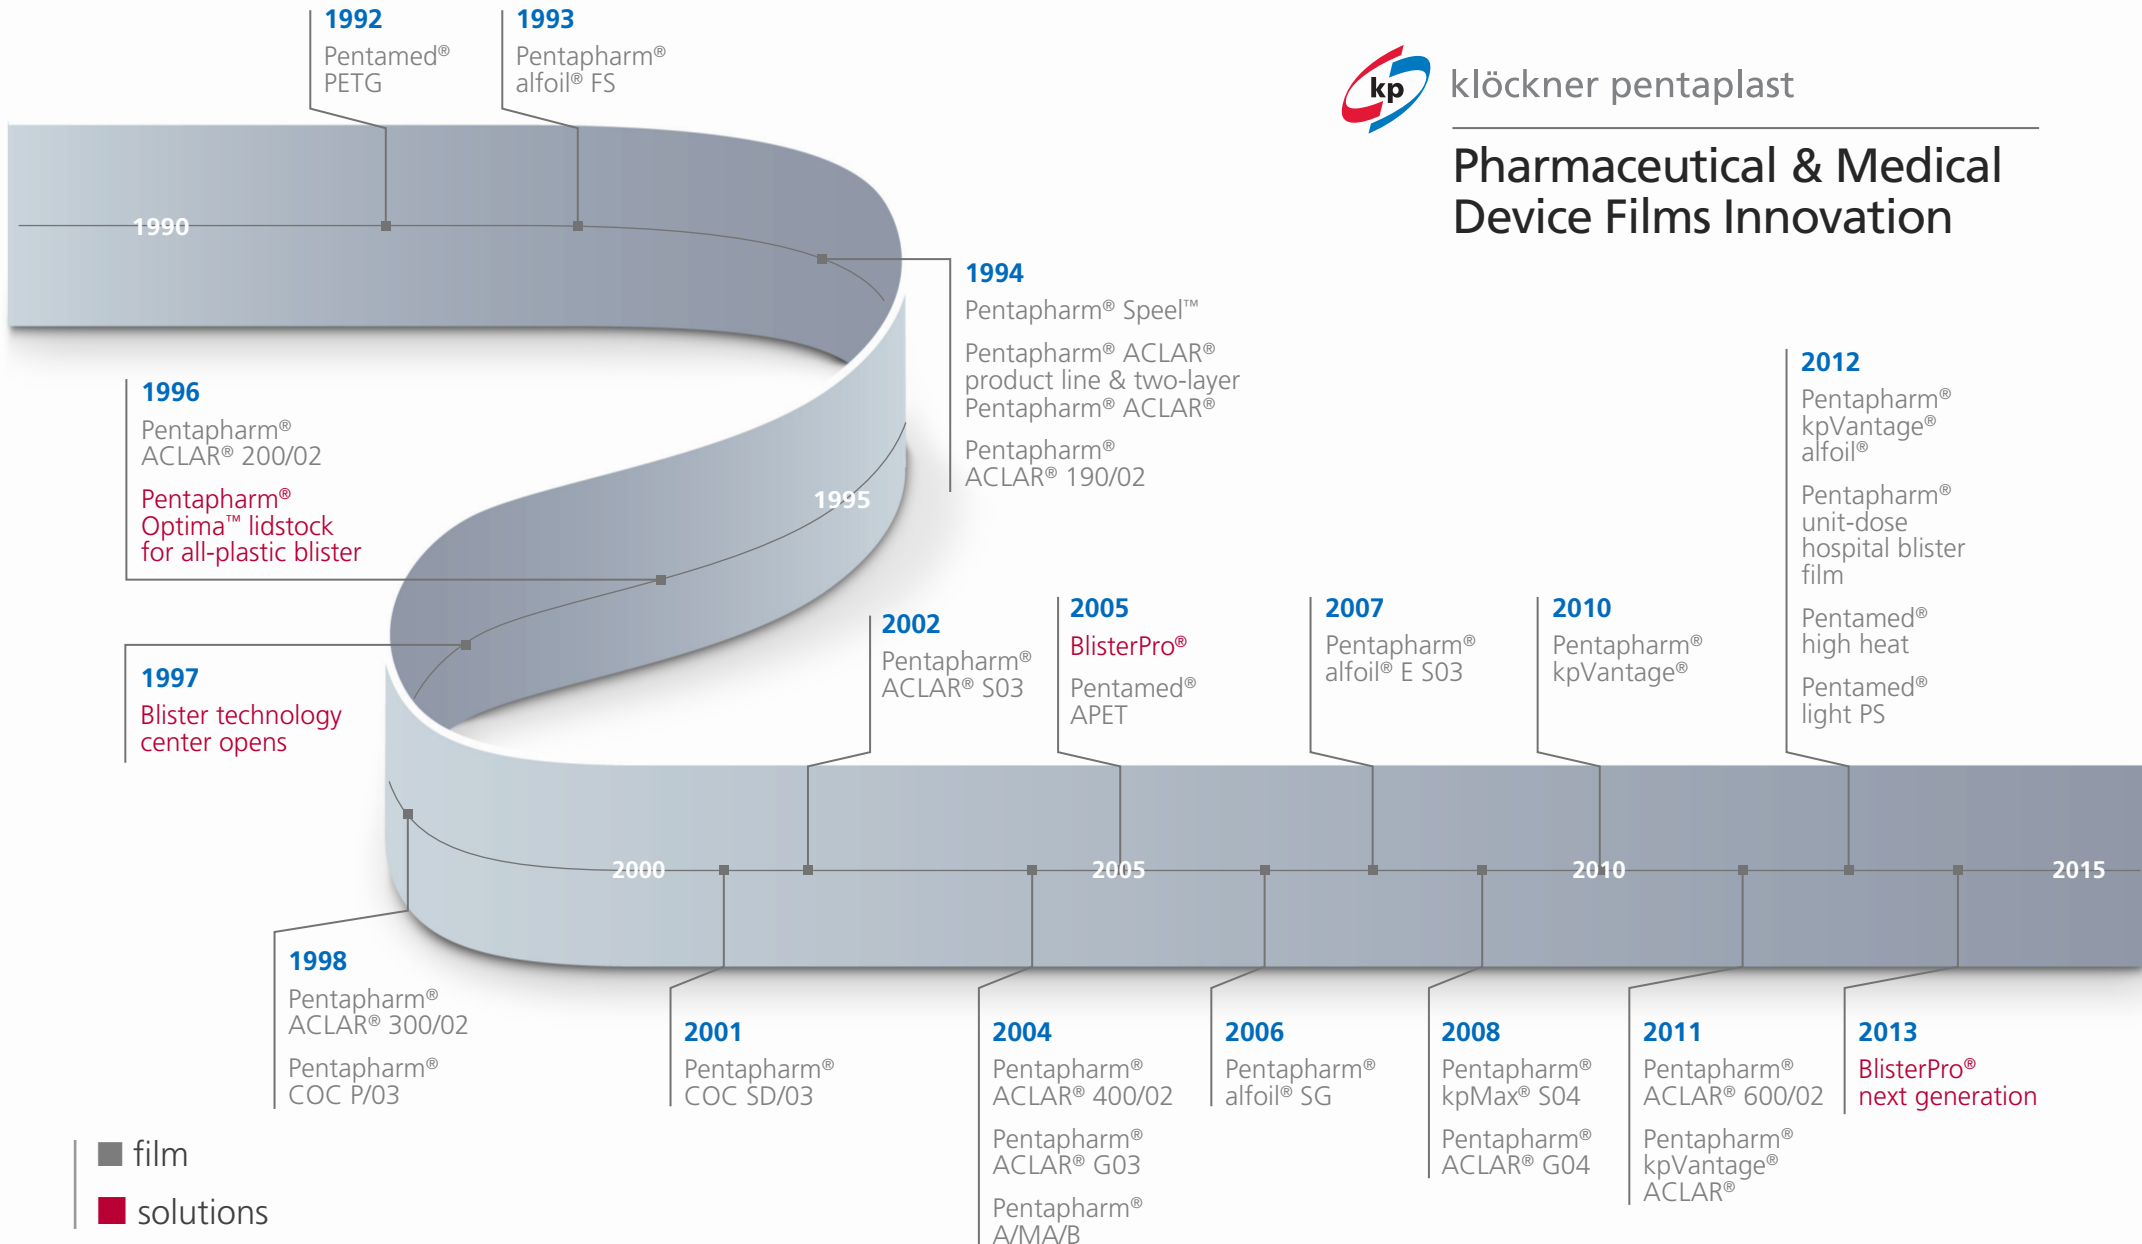 1992
Pentamed®
PETG
1993
Pentapharm®
alfoil® FS
kp
klöckner pentaplast
Pharmaceutical & Medical
Device Films Innovation
1990
1994
Pentapharm® Speel™
Pentapharm® ACLAR®
product line & two-layer
Pentapharm® ACLAR®
Pentapharm®
ACLAR® 190/02
1995
1996
Pentapharm®
ACLAR® 200/02
Pentapharm®
Optima™ lidstock
for all-plastic blister
1997
Blister technology
center opens
2002
Pentapharm®
ACLAR® S03
2005
BlisterPro®
Pentamed®
APET
2007
Pentapharm®
alfoil® E S03
2010
Pentapharm®
kpVantage®
2012
Pentapharm®
kpVantage®
alfoil®
Pentapharm®
unit-dose
hospital blister
film
Pentamed®
high heat
Pentamed®
light PS
2000
2005
2010
2015
1998
Pentapharm®
ACLAR® 300/02
Pentapharm®
COC P/03
2001
Pentapharm®
COC SD/03
2004
Pentapharm®
ACLAR® 400/02
Pentapharm®
ACLAR® G03
Pentapharm®
A/MA/B
2006
Pentapharm®
alfoil® SG
2008
Pentapharm®
kpMax® S04
Pentapharm®
ACLAR® G04
2011
Pentapharm®
ACLAR® 600/02
Pentapharm®
kpVantage®
ACLAR®
2013
BlisterPro®
next generation
film
solutions